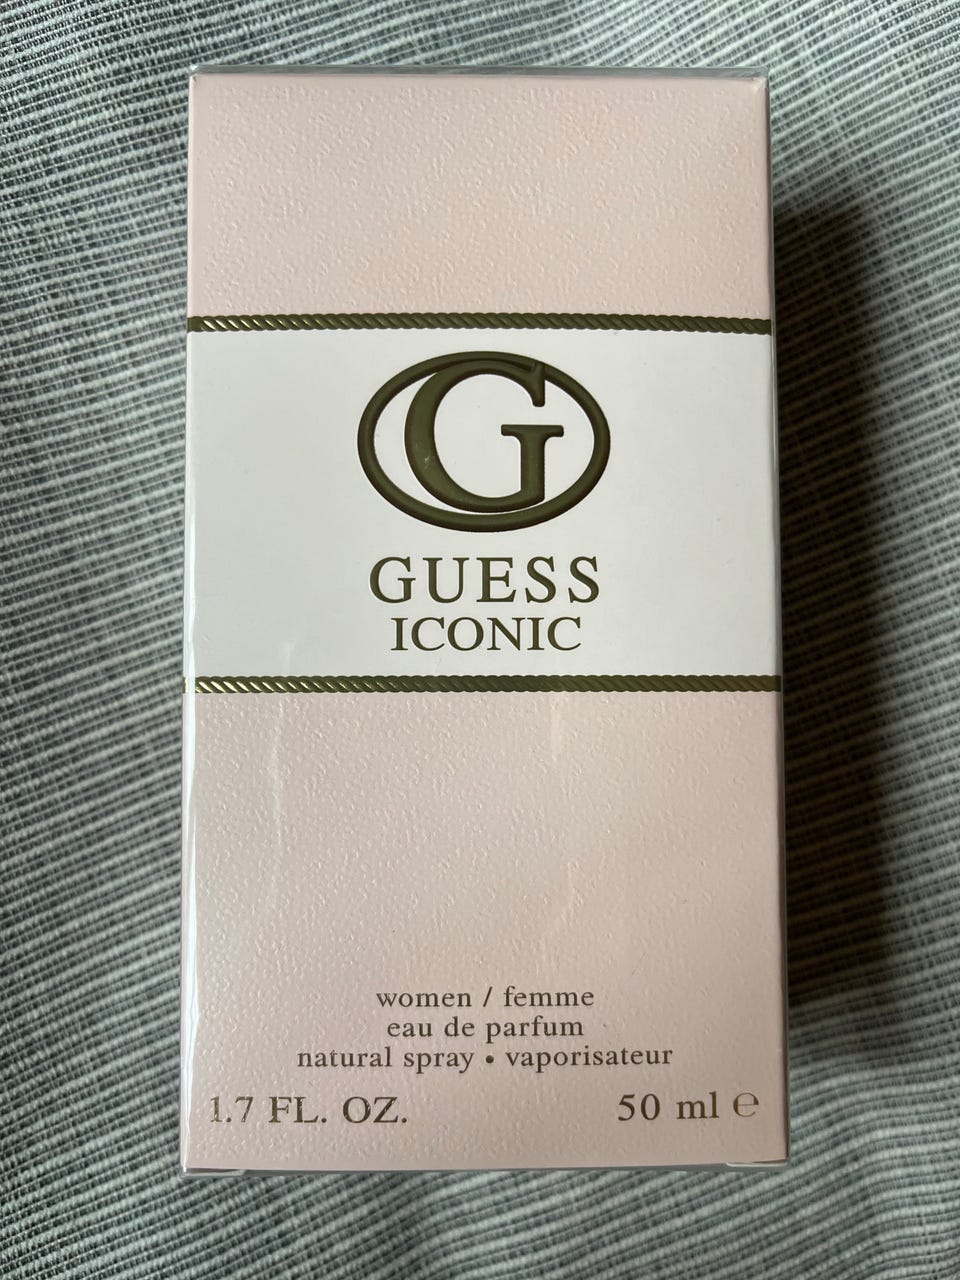 G
GUESS
ICONIC
women / femme
eau de parfum
natural spray • vaporisateur
1.7 FL. OZ. 50 ml ℮